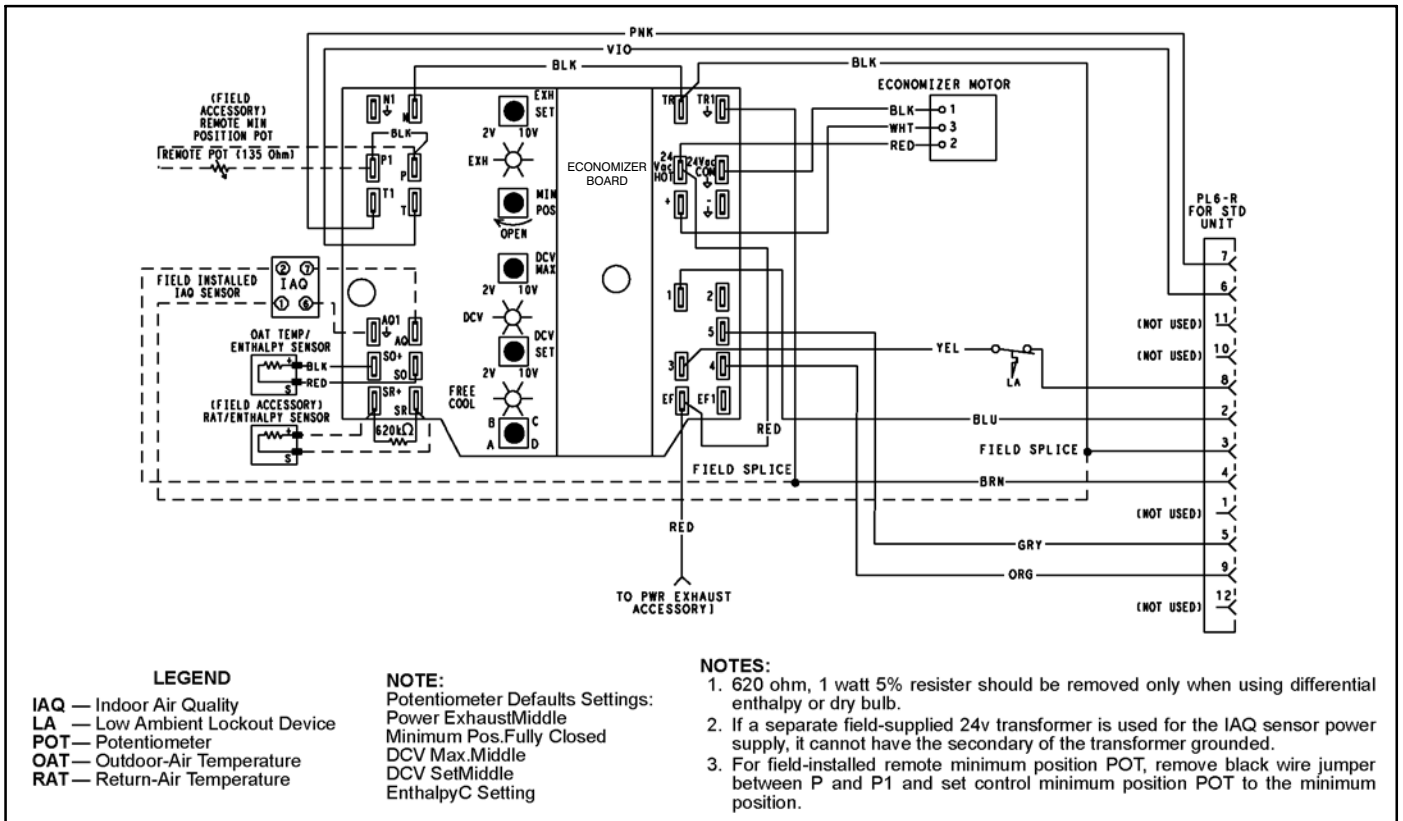 PNK
VIO
BLK
BLK
(FIELD
ACCESSORY)
REMOTE MIN
POSITION POT
REMOTE POT (135 Ohm)
N1
N
BLK
P1
P
T1
T
EXH
SET
2V 10V
EXH
MIN
POS
OPEN
DCV
MAX
2V 10V
DCV
DCV
SET
2V 10V
FREE
COOL
B C
A D
ECONOMIZER
BOARD
TR TR1
24
Vac
HOT
24Vac
COM
+ -
1 2
5
3 4
EF EF1
ECONOMIZER MOTOR
BLK 1
WHT 3
RED 2
FIELD INSTALLED
IAQ SENSOR
2 7
IAQ
1 6
AQ1
AQ
OAT TEMP/
ENTHALPY SENSOR
+ BLK
S RED
SO+
SO
(FIELD ACCESSORY)
RAT/ENTHALPY SENSOR
+
S
SR+
SR
620kΩ
RED
FIELD SPLICE
RED
TO PWR EXHAUST
ACCESSORY)
YEL
LA
BLU
FIELD SPLICE
BRN
GRY
ORG
PL6-R
FOR STD
UNIT
7
6
(NOT USED) 11
(NOT USED) 10
8
2
3
4
(NOT USED) 1
5
9
(NOT USED) 12
LEGEND
IAQ — Indoor Air Quality
LA — Low Ambient Lockout Device
POT — Potentiometer
OAT — Outdoor-Air Temperature
RAT — Return-Air Temperature
NOTE:
Potentiometer Defaults Settings:
Power ExhaustMiddle
Minimum Pos.Fully Closed
DCV Max.Middle
DCV SetMiddle
EnthalpyC Setting
NOTES:
1. 620 ohm, 1 watt 5% resister should be removed only when using differential
enthalpy or dry bulb.
2. If a separate field-supplied 24v transformer is used for the IAQ sensor power
supply, it cannot have the secondary of the transformer grounded.
3. For field-installed remote minimum position POT, remove black wire jumper
between P and P1 and set control minimum position POT to the minimum
position.